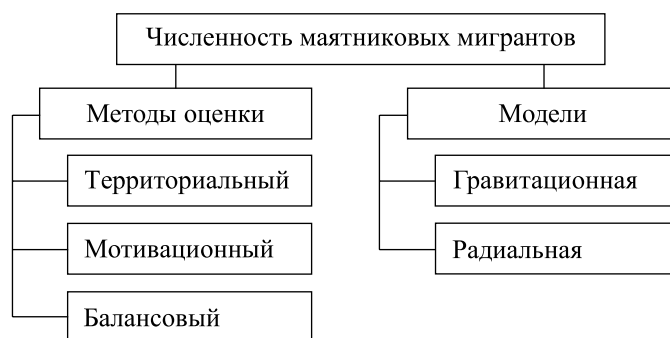 Численность маятниковых мигрантов
Методы оценки
Территориальный
Мотивационный
Балансовый
Модели
Гравитационная
Радиальная